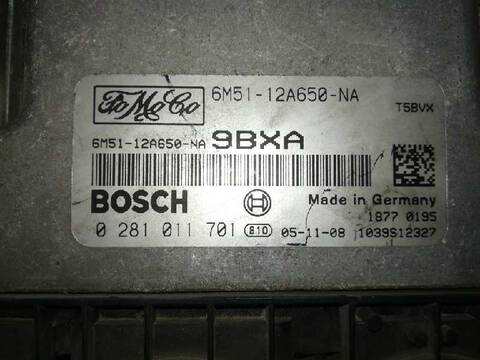 FoMoCo 6M51-12A650-NA
T5BVX
6M51-12A650-NA 9BXA
BOSCH
Made in Germany
1877 0195
0 281 011 701 810 05-11-08 1039S12327